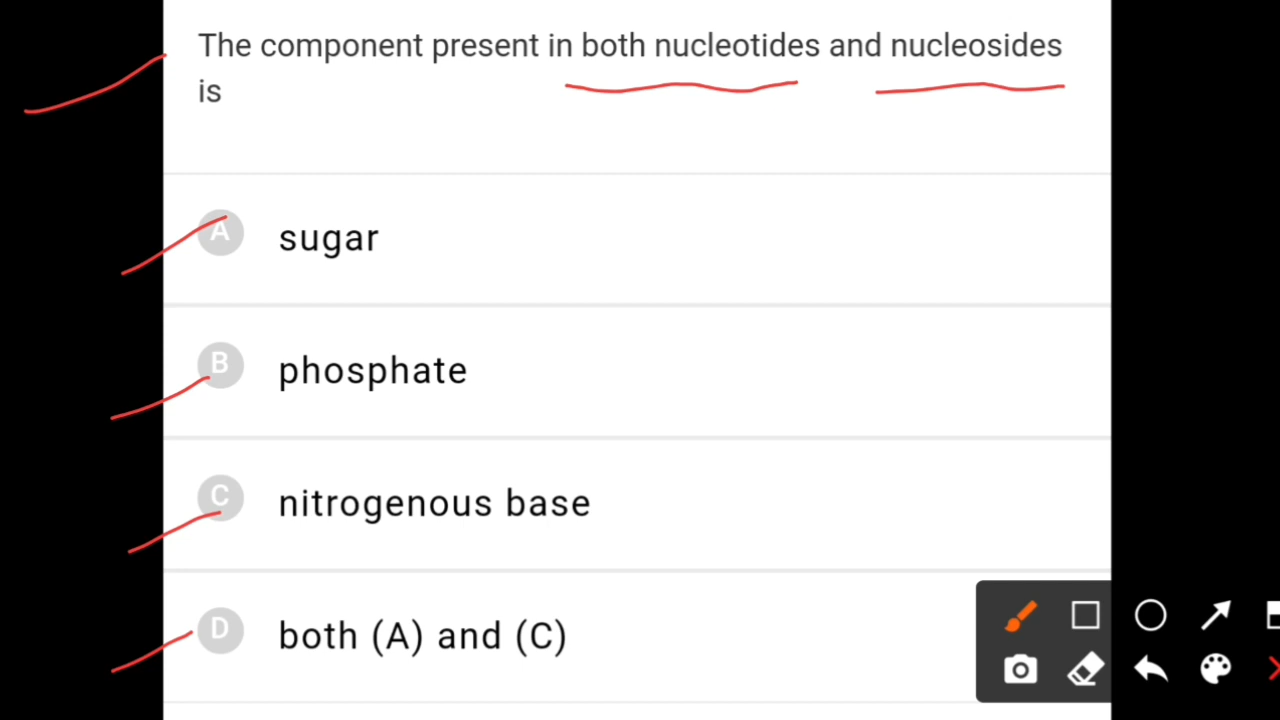 The component present in both nucleotides and nucleosides
is
A sugar
B phosphate
C nitrogenous base
D both (A) and (C)